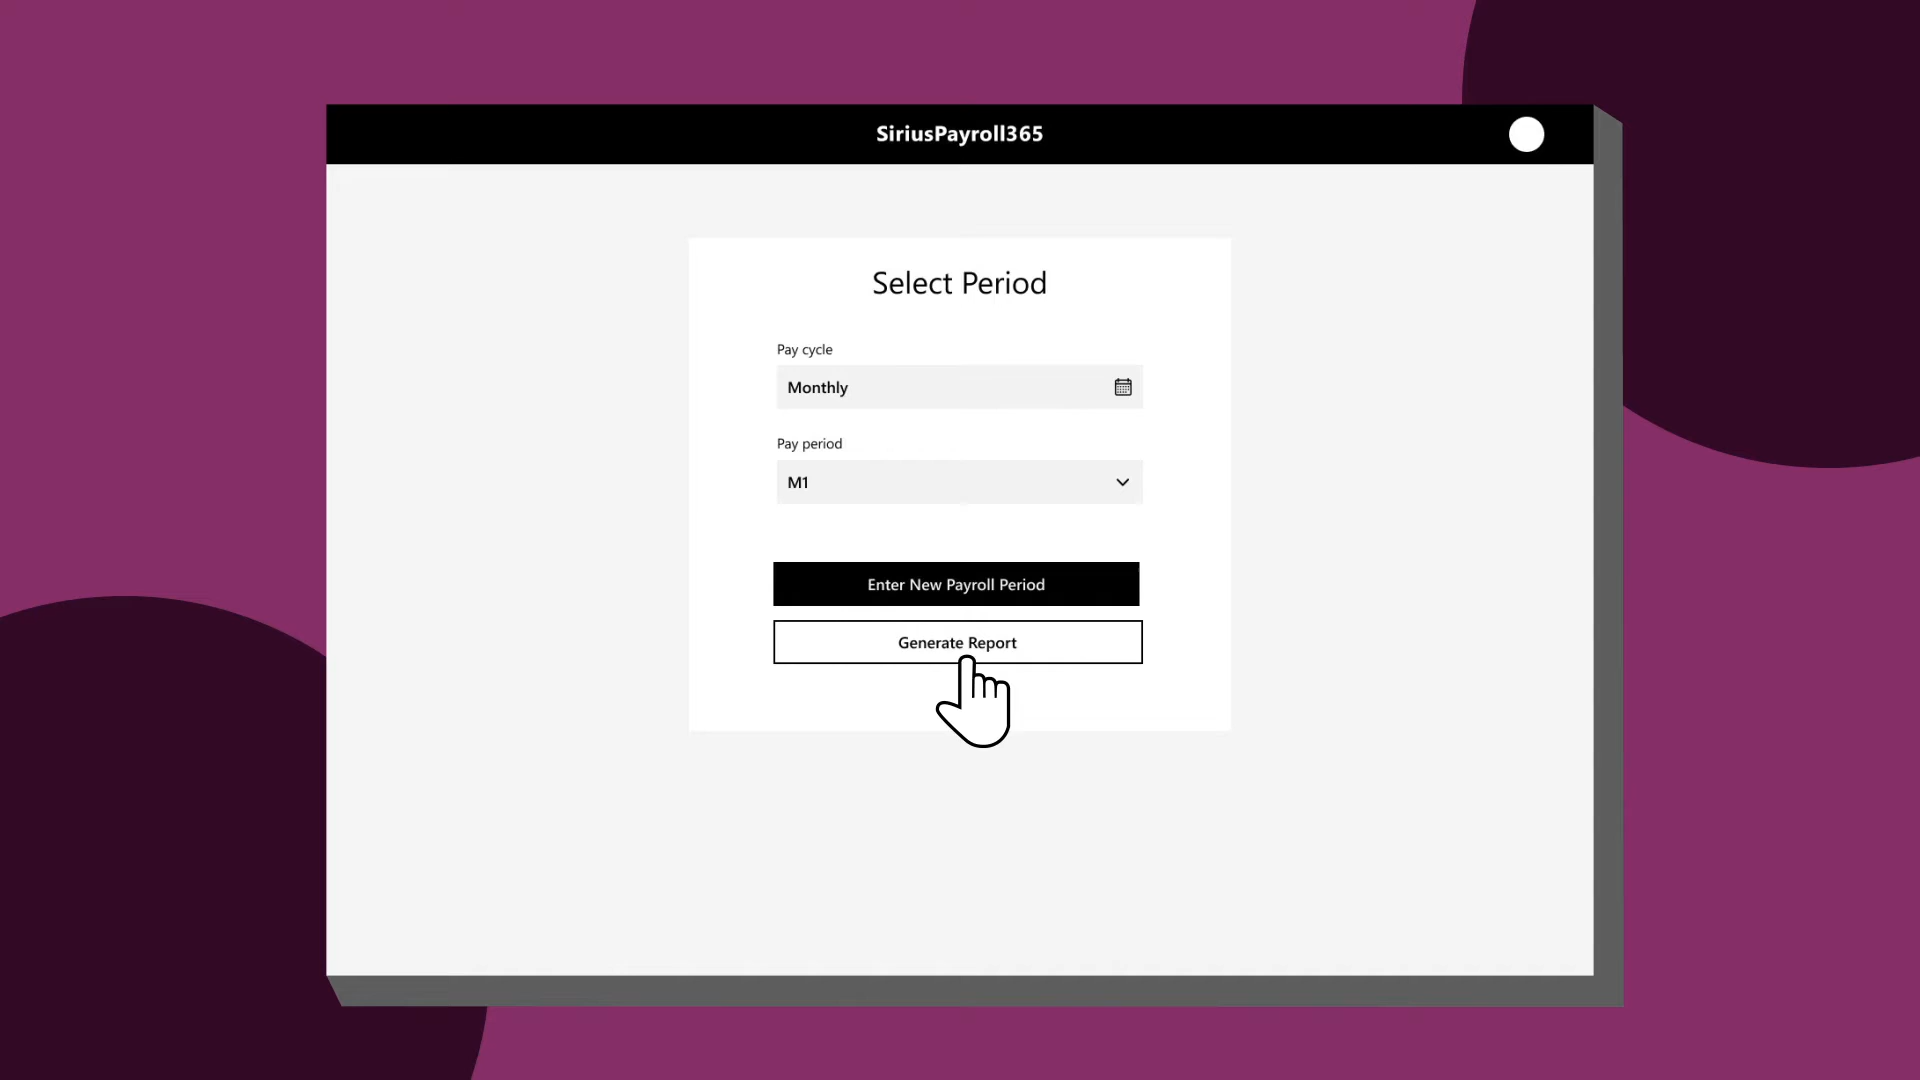 SiriusPayroll365
Select Period
Pay cycle
Monthly
Pay period
M1
Enter New Payroll Period
Generate Report